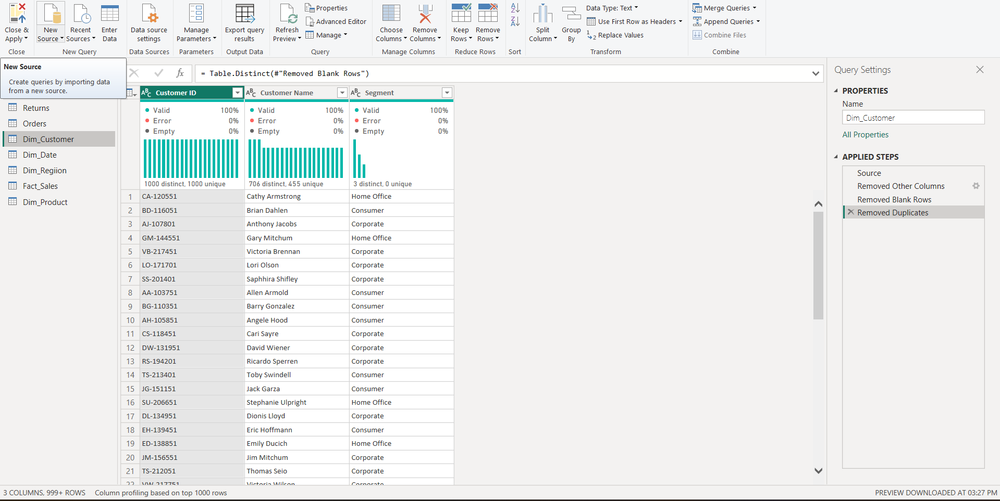 Close &
Apply
New
Source
Recent
Sources
Enter
Data
Data source
settings
Manage
Parameters
Export query
results
Refresh
Preview
Properties
Advanced Editor
Manage
Choose
Columns
Remove
Columns
Keep
Rows
Remove
Rows
Split
Column
Group
By
Data Type: Text
Use First Row as Headers
Replace Values
Merge Queries
Append Queries
Combine Files
Close
New Query
Data Sources
Parameters
Output Data
Query
Manage Columns
Reduce Rows
Sort
Transform
Combine
New Source
Create queries by importing data
from a new source.
fx
= Table.Distinct(#"Removed Blank Rows")
Returns
Orders
Dim_Customer
Dim_Date
Dim_Regiion
Fact_Sales
Dim_Product
ABC Customer ID
ABC Customer Name
ABC Segment
Valid 100%
Error 0%
Empty 0%
1000 distinct, 1000 unique
Valid 100%
Error 0%
Empty 0%
706 distinct, 455 unique
Valid 100%
Error 0%
Empty 0%
3 distinct, 0 unique
1 CA-120551 Cathy Armstrong Home Office
2 BD-116051 Brian Dahlen Consumer
3 AJ-107801 Anthony Jacobs Corporate
4 GM-144551 Gary Mitchum Home Office
5 VB-217451 Victoria Brennan Corporate
6 LO-171701 Lori Olson Corporate
7 SS-201401 Saphhira Shifley Corporate
8 AA-103751 Allen Armold Consumer
9 BG-110351 Barry Gonzalez Consumer
10 AH-105851 Angele Hood Consumer
11 CS-118451 Cari Sayre Corporate
12 DW-131951 David Wiener Corporate
13 RS-194201 Ricardo Sperren Corporate
14 TS-213401 Toby Swindell Consumer
15 JG-151151 Jack Garza Consumer
16 SU-206651 Stephanie Ulpright Home Office
17 DL-134951 Dionis Lloyd Corporate
18 EH-139451 Eric Hoffmann Consumer
19 ED-138851 Emily Ducich Home Office
20 JM-156551 Jim Mitchum Corporate
21 TS-212051 Thomas Seio Corporate
22 VW-217751 Victoria Wilson Corporate
Query Settings
PROPERTIES
Name
Dim_Customer
All Properties
APPLIED STEPS
Source
Removed Other Columns
Removed Blank Rows
Removed Duplicates
3 COLUMNS, 999+ ROWS
Column profiling based on top 1000 rows
PREVIEW DOWNLOADED AT 03:27 PM